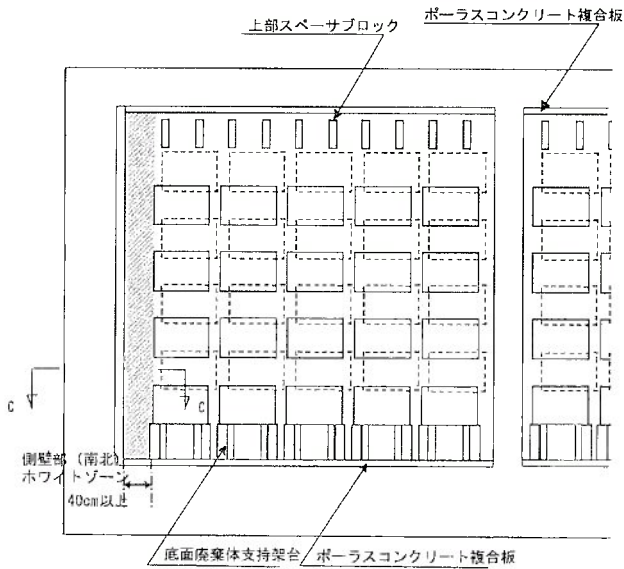 ポーラスコンクリート複合板
上部スペーサブロック
C
C
側壁部(南北)
ホワイトゾーン
40cm以上
底面廃棄体支持架台
ポーラスコンクリート複合板